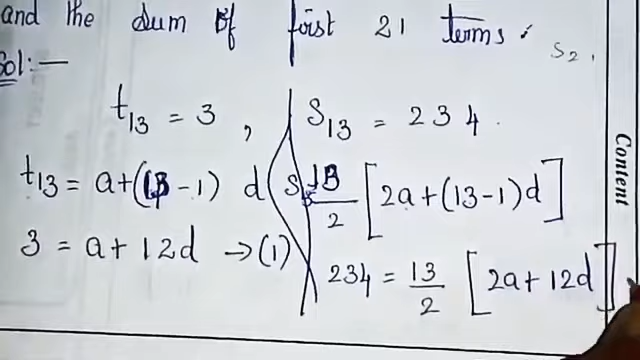 and the sum of first 21 terms.
S2.
Sol:—
t13 = 3 , S13 = 234.
t13 = a+(13-1) d S13 = 13/2 [2a+(13-1)d]
3 = a+12d → (1)
234 = 13/2 [2a+12d]
Content